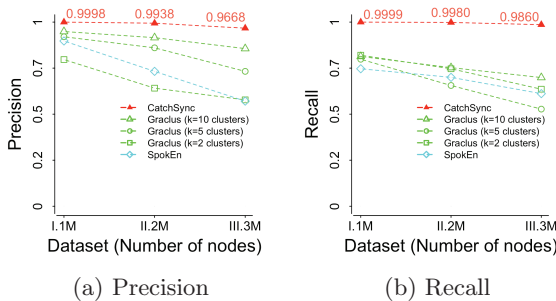 0.9998 0.9938 0.9668
1
0.7
0.5
0.2
0
Precision
CatchSync
Graclus (k=10 clusters)
Graclus (k=5 clusters)
Graclus (k=2 clusters)
SpokEn
I.1M II.2M III.3M
Dataset (Number of nodes)
(a) Precision
0.9999 0.9980 0.9860
1
0.7
0.5
0.2
0
Recall
CatchSync
Graclus (k=10 clusters)
Graclus (k=5 clusters)
Graclus (k=2 clusters)
SpokEn
I.1M II.2M III.3M
Dataset (Number of nodes)
(b) Recall